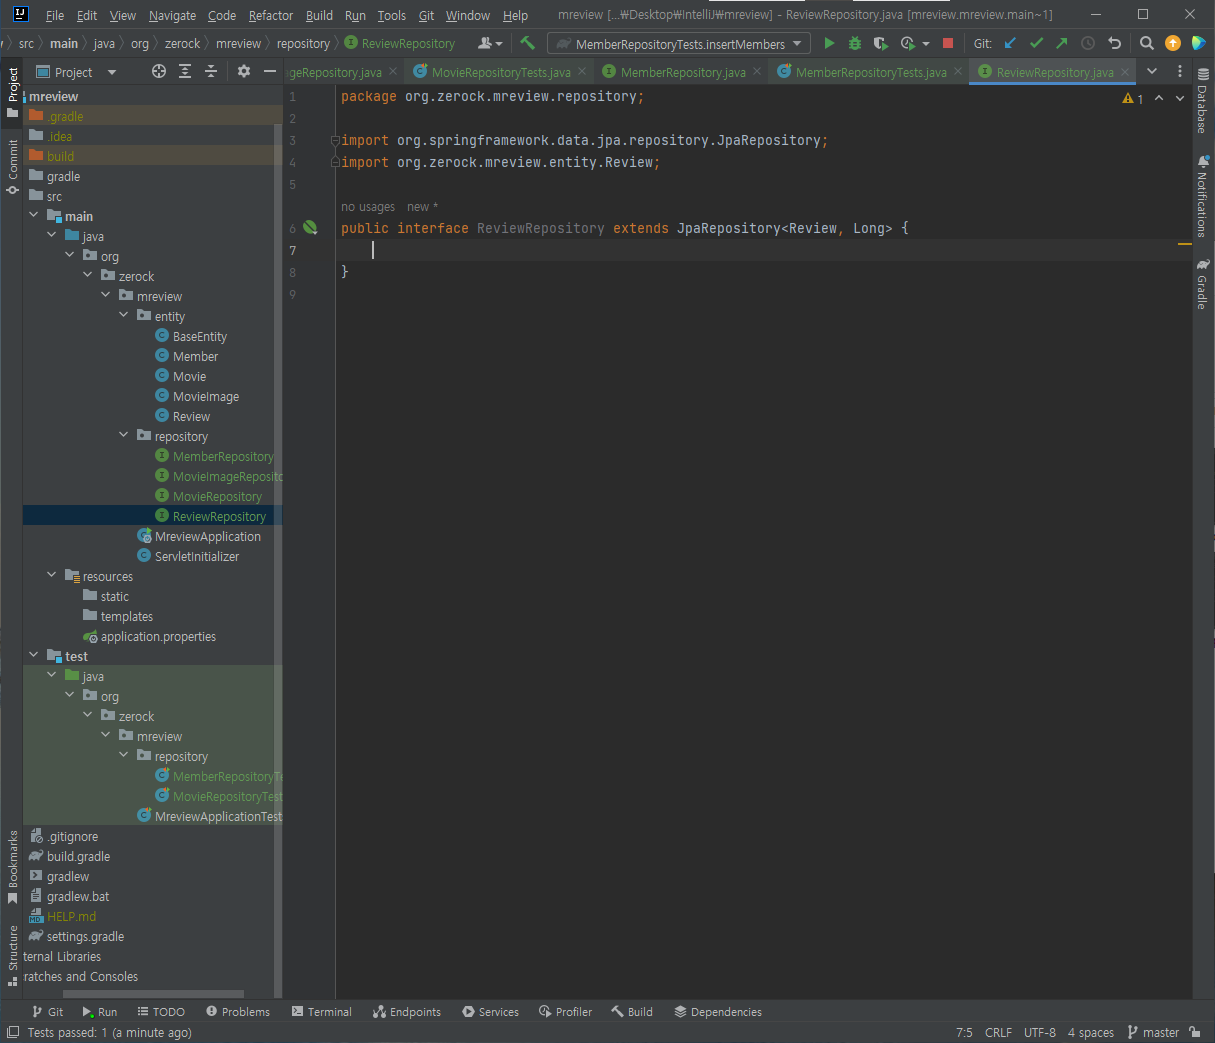 File Edit View Navigate Code Refactor Build Run Tools Git Window Help mreview [...₩Desktop₩IntelliJ₩mreview] - ReviewRepository.java [mreview.mreview.main~1]
src main java org zerock mreview repository ReviewRepository MemberRepositoryTests.insertMembers Git:
Project geRepository.java MovieRepositoryTests.java MemberRepository.java MemberRepositoryTests.java ReviewRepository.java
Project
Commit
Bookmarks
Structure
mreview
.gradle
.idea
build
gradle
src
main
java
org
zerock
mreview
entity
BaseEntity
Member
Movie
MovieImage
Review
repository
MemberRepository
MovieImageReposito
MovieRepository
ReviewRepository
MreviewApplication
ServletInitializer
resources
static
templates
application.properties
test
java
org
zerock
mreview
repository
MemberRepositoryTe
MovieRepositoryTest
MreviewApplicationTest
.gitignore
build.gradle
gradlew
gradlew.bat
HELP.md
settings.gradle
ternal Libraries
ratches and Consoles
1 package org.zerock.mreview.repository; 1
2
3 import org.springframework.data.jpa.repository.JpaRepository;
4 import org.zerock.mreview.entity.Review;
5
no usages new *
6 public interface ReviewRepository extends JpaRepository<Review, Long> {
7
8 }
9
Database
Notifications
Gradle
Git Run TODO Problems Terminal Endpoints Services Profiler Build Dependencies
Tests passed: 1 (a minute ago) 7:5 CRLF UTF-8 4 spaces master